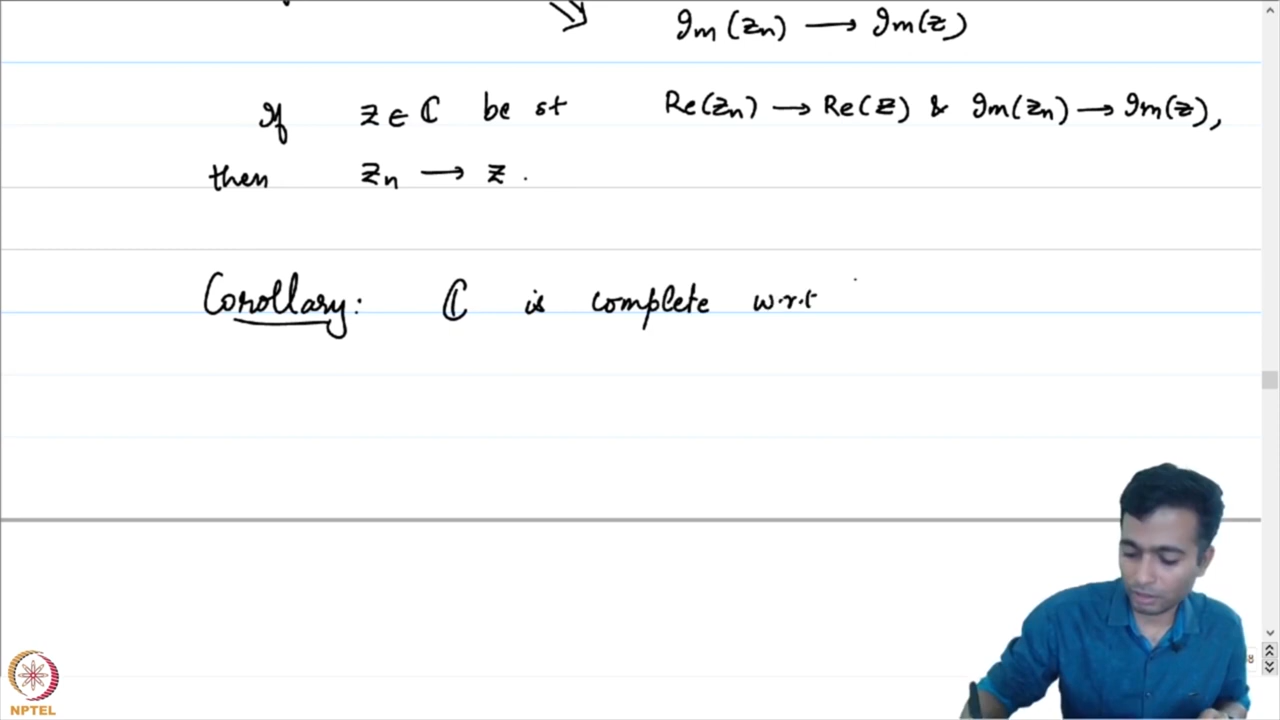 Im(zn) ⟶ Im(z)
If z ∈ ℂ be st Re(zn) ⟶ Re(z) & Im(zn) ⟶ Im(z),
then zn ⟶ z.
Corollary: ℂ is complete w.r.t
NPTEL